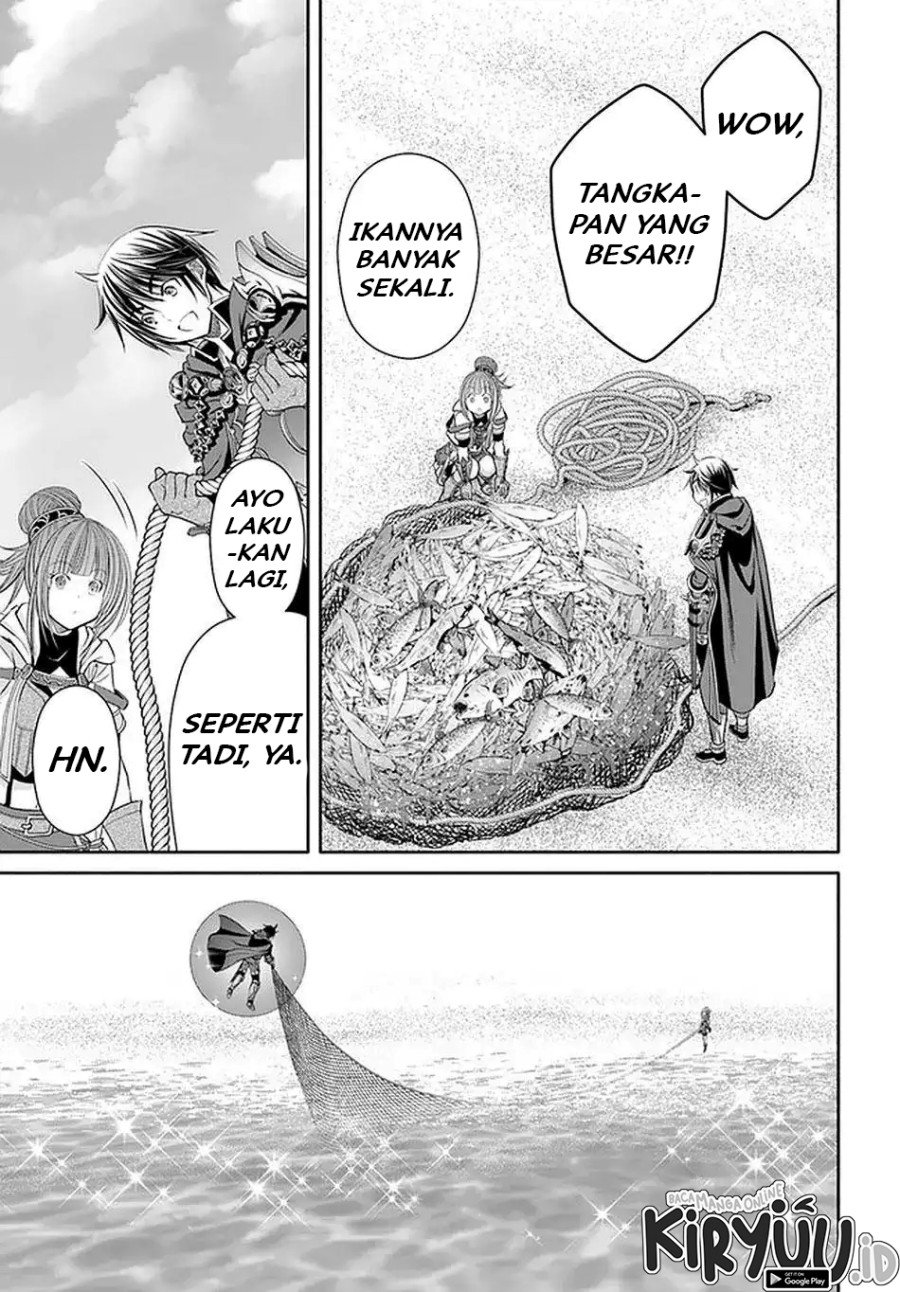 WOW,
TANGKA-
PAN YANG
BESAR!!
IKANNYA
BANYAK
SEKALI.
AYO
LAKU
-KAN
LAGI,
SEPERTI
TADI, YA.
HN.
BACA MANGA ONLINE
KIRYUU.ID
GET IT ON
Google Play